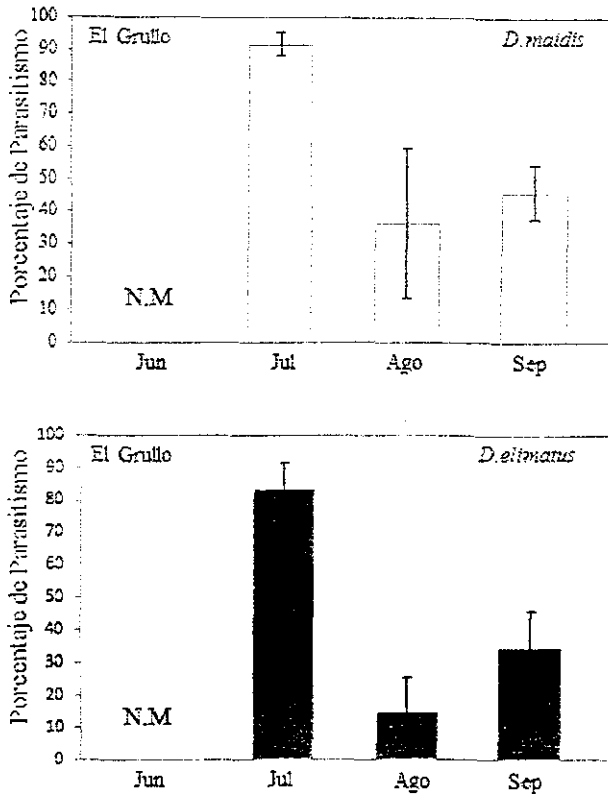 Porcentaje de Parasitismo
El Grullo
D.maidis
100
90
80
70
60
50
40
30
20
10
0
N.M
Jun
Jul
Ago
Sep
Porcentaje de Parasitismo
El Grullo
D.elimatus
100
90
80
70
60
50
40
30
20
10
0
N.M
Jun
Jul
Ago
Sep